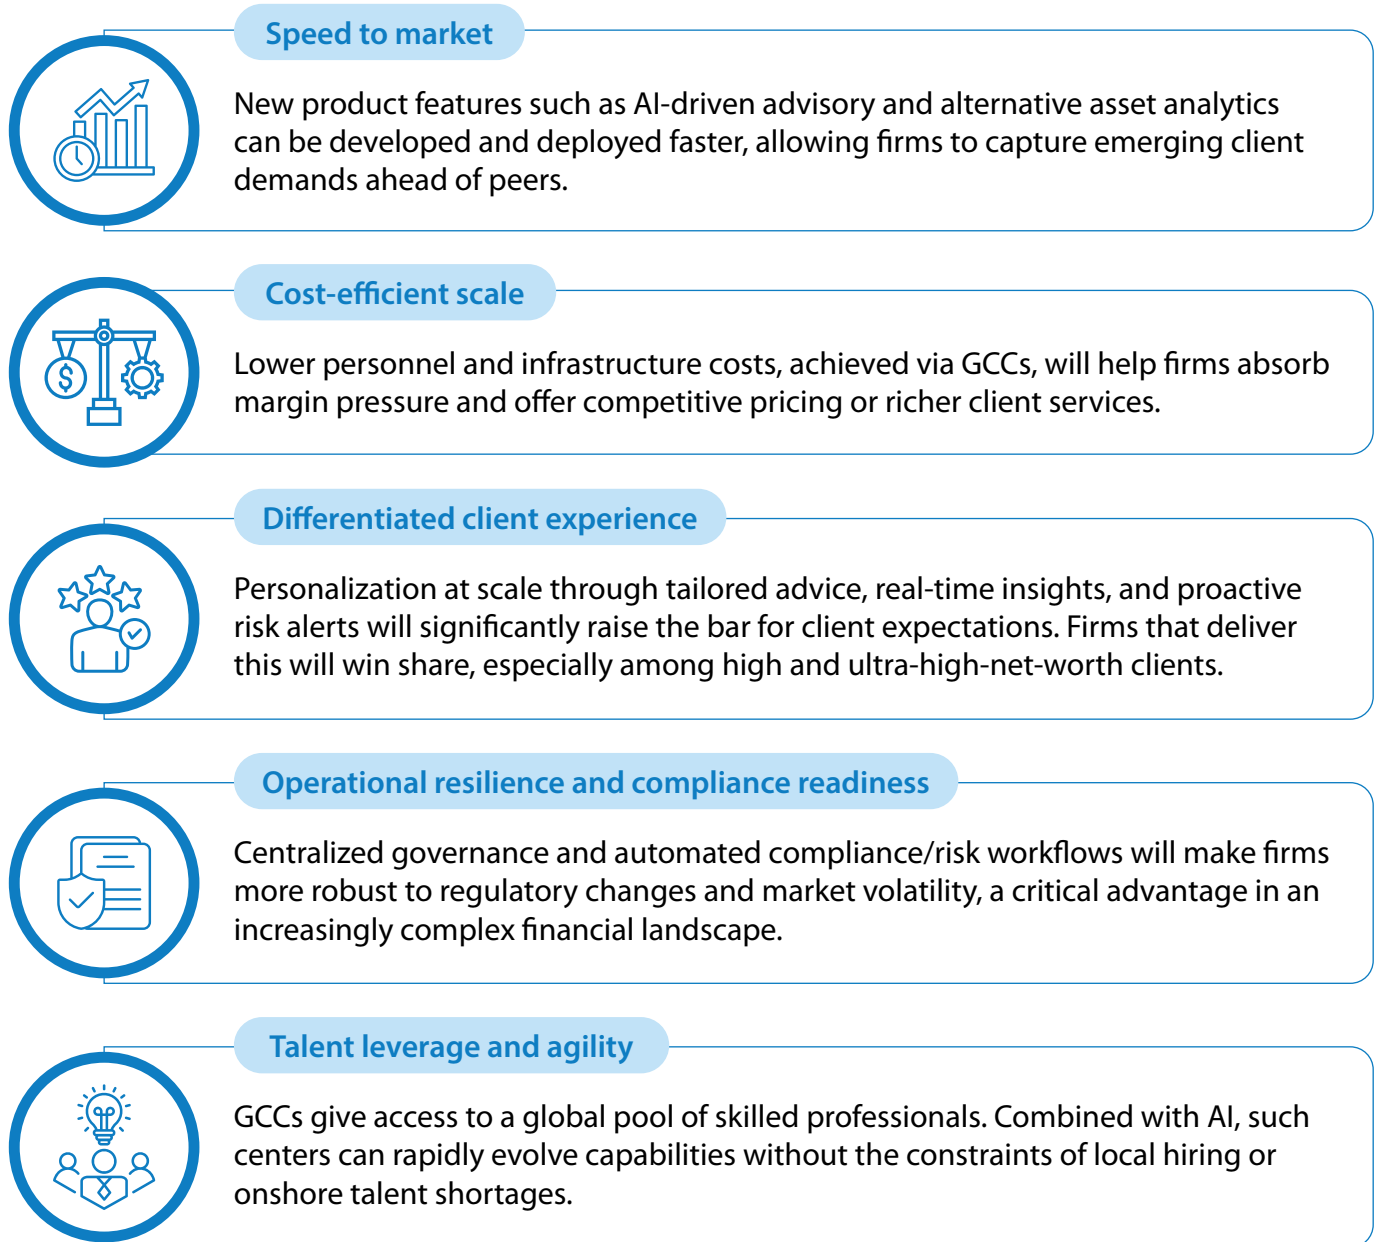 Speed to market
New product features such as AI-driven advisory and alternative asset analytics
can be developed and deployed faster, allowing firms to capture emerging client
demands ahead of peers.
Cost-efficient scale
$
Lower personnel and infrastructure costs, achieved via GCCs, will help firms absorb
margin pressure and offer competitive pricing or richer client services.
Differentiated client experience
Personalization at scale through tailored advice, real-time insights, and proactive
risk alerts will significantly raise the bar for client expectations. Firms that deliver
this will win share, especially among high and ultra-high-net-worth clients.
Operational resilience and compliance readiness
Centralized governance and automated compliance/risk workflows will make firms
more robust to regulatory changes and market volatility, a critical advantage in an
increasingly complex financial landscape.
Talent leverage and agility
GCCs give access to a global pool of skilled professionals. Combined with AI, such
centers can rapidly evolve capabilities without the constraints of local hiring or
onshore talent shortages.